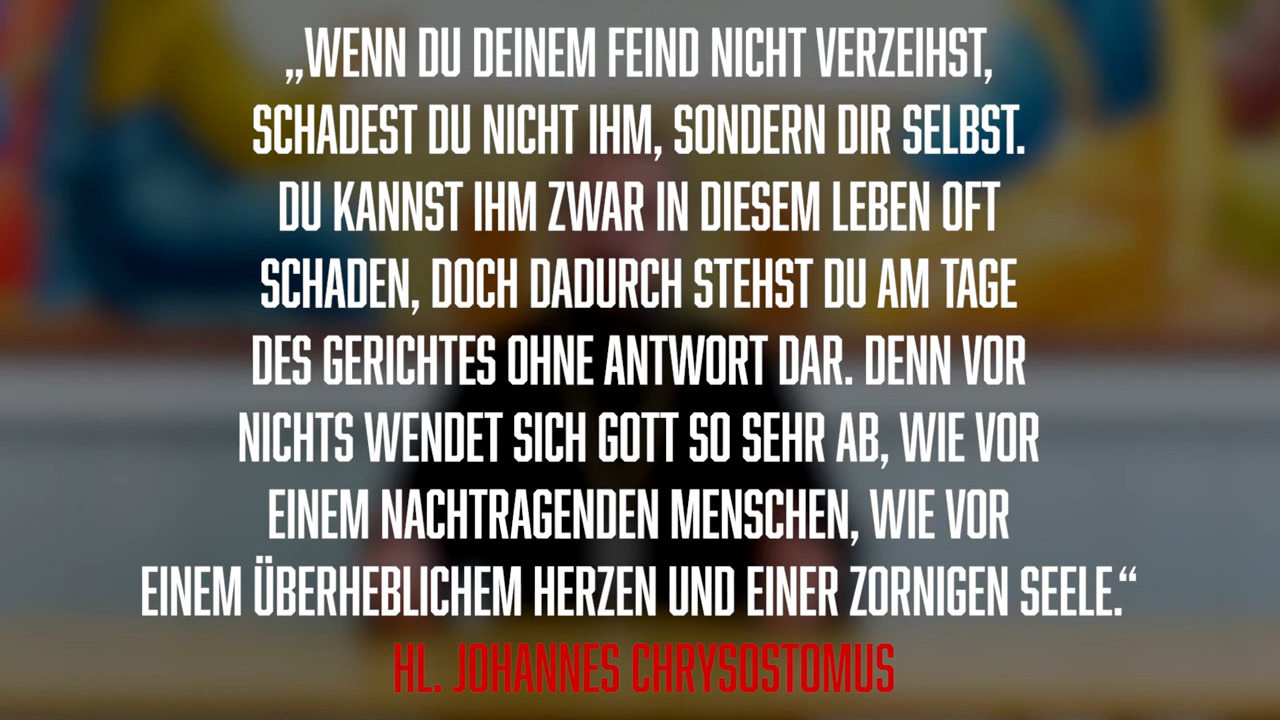 „WENN DU DEINEM FEIND NICHT VERZEIHST,
SCHADEST DU NICHT IHM, SONDERN DIR SELBST.
DU KANNST IHM ZWAR IN DIESEM LEBEN OFT
SCHADEN, DOCH DADURCH STEHST DU AM TAGE
DES GERICHTES OHNE ANTWORT DAR. DENN VOR
NICHTS WENDET SICH GOTT SO SEHR AB, WIE VOR
EINEM NACHTRAGENDEN MENSCHEN, WIE VOR
EINEM ÜBERHEBLICHEM HERZEN UND EINER ZORNIGEN SEELE.“
HL. JOHANNES CHRYSOSTOMUS